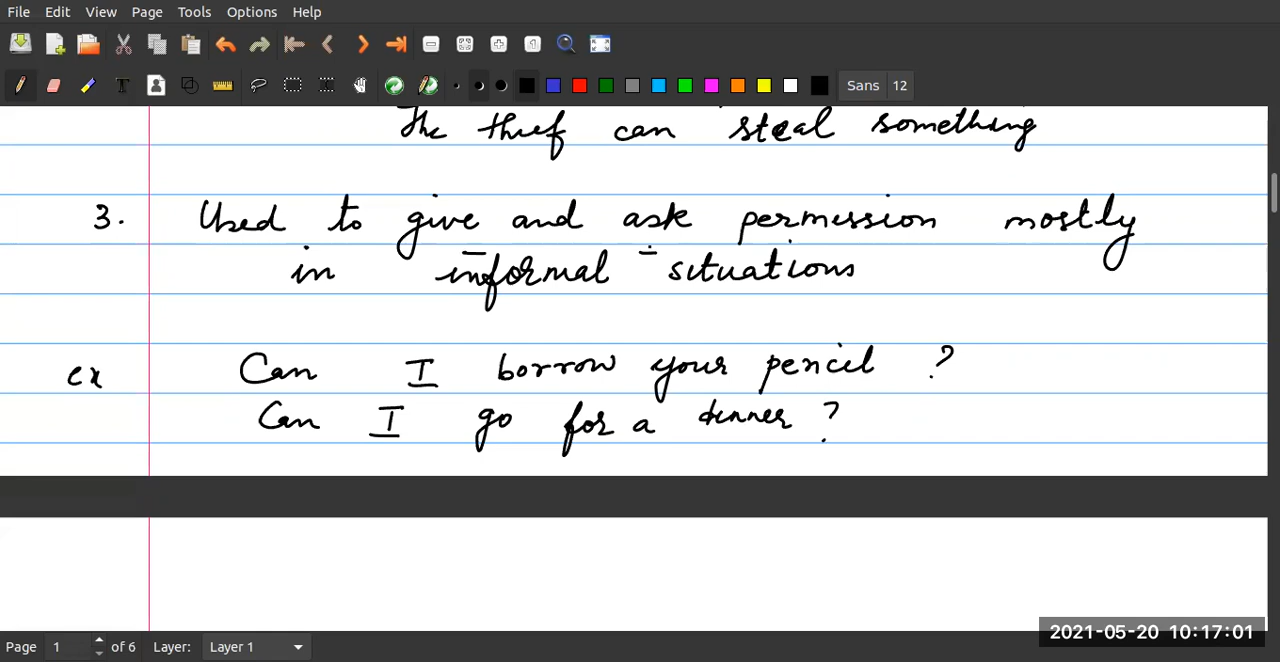 File Edit View Page Tools Options Help
Sans 12
The thief can steal something
3. Used to give and ask permission mostly
in informal situations
ex Can I borrow your pencil ?
Can I go for a dinner ?
2021-05-20 10:17:01
Page 1 of 6 Layer: Layer 1